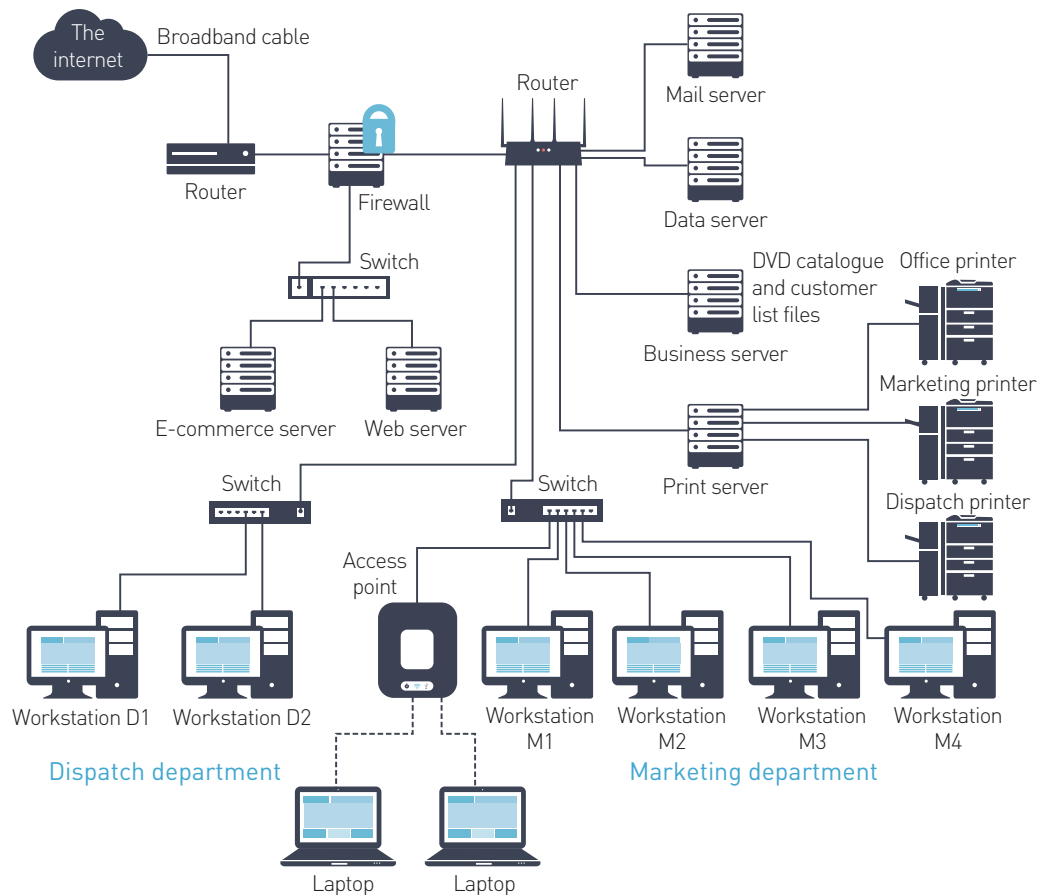 The
internet
Broadband cable
Router
Mail server
Router
Firewall
Data server
Switch
DVD catalogue
and customer
list files
Office printer
Business server
Marketing printer
E-commerce server
Web server
Switch
Switch
Print server
Dispatch printer
Access
point
Workstation D1
Workstation D2
Workstation
M1
Workstation
M2
Workstation
M3
Workstation
M4
Dispatch department
Marketing department
Laptop
Laptop